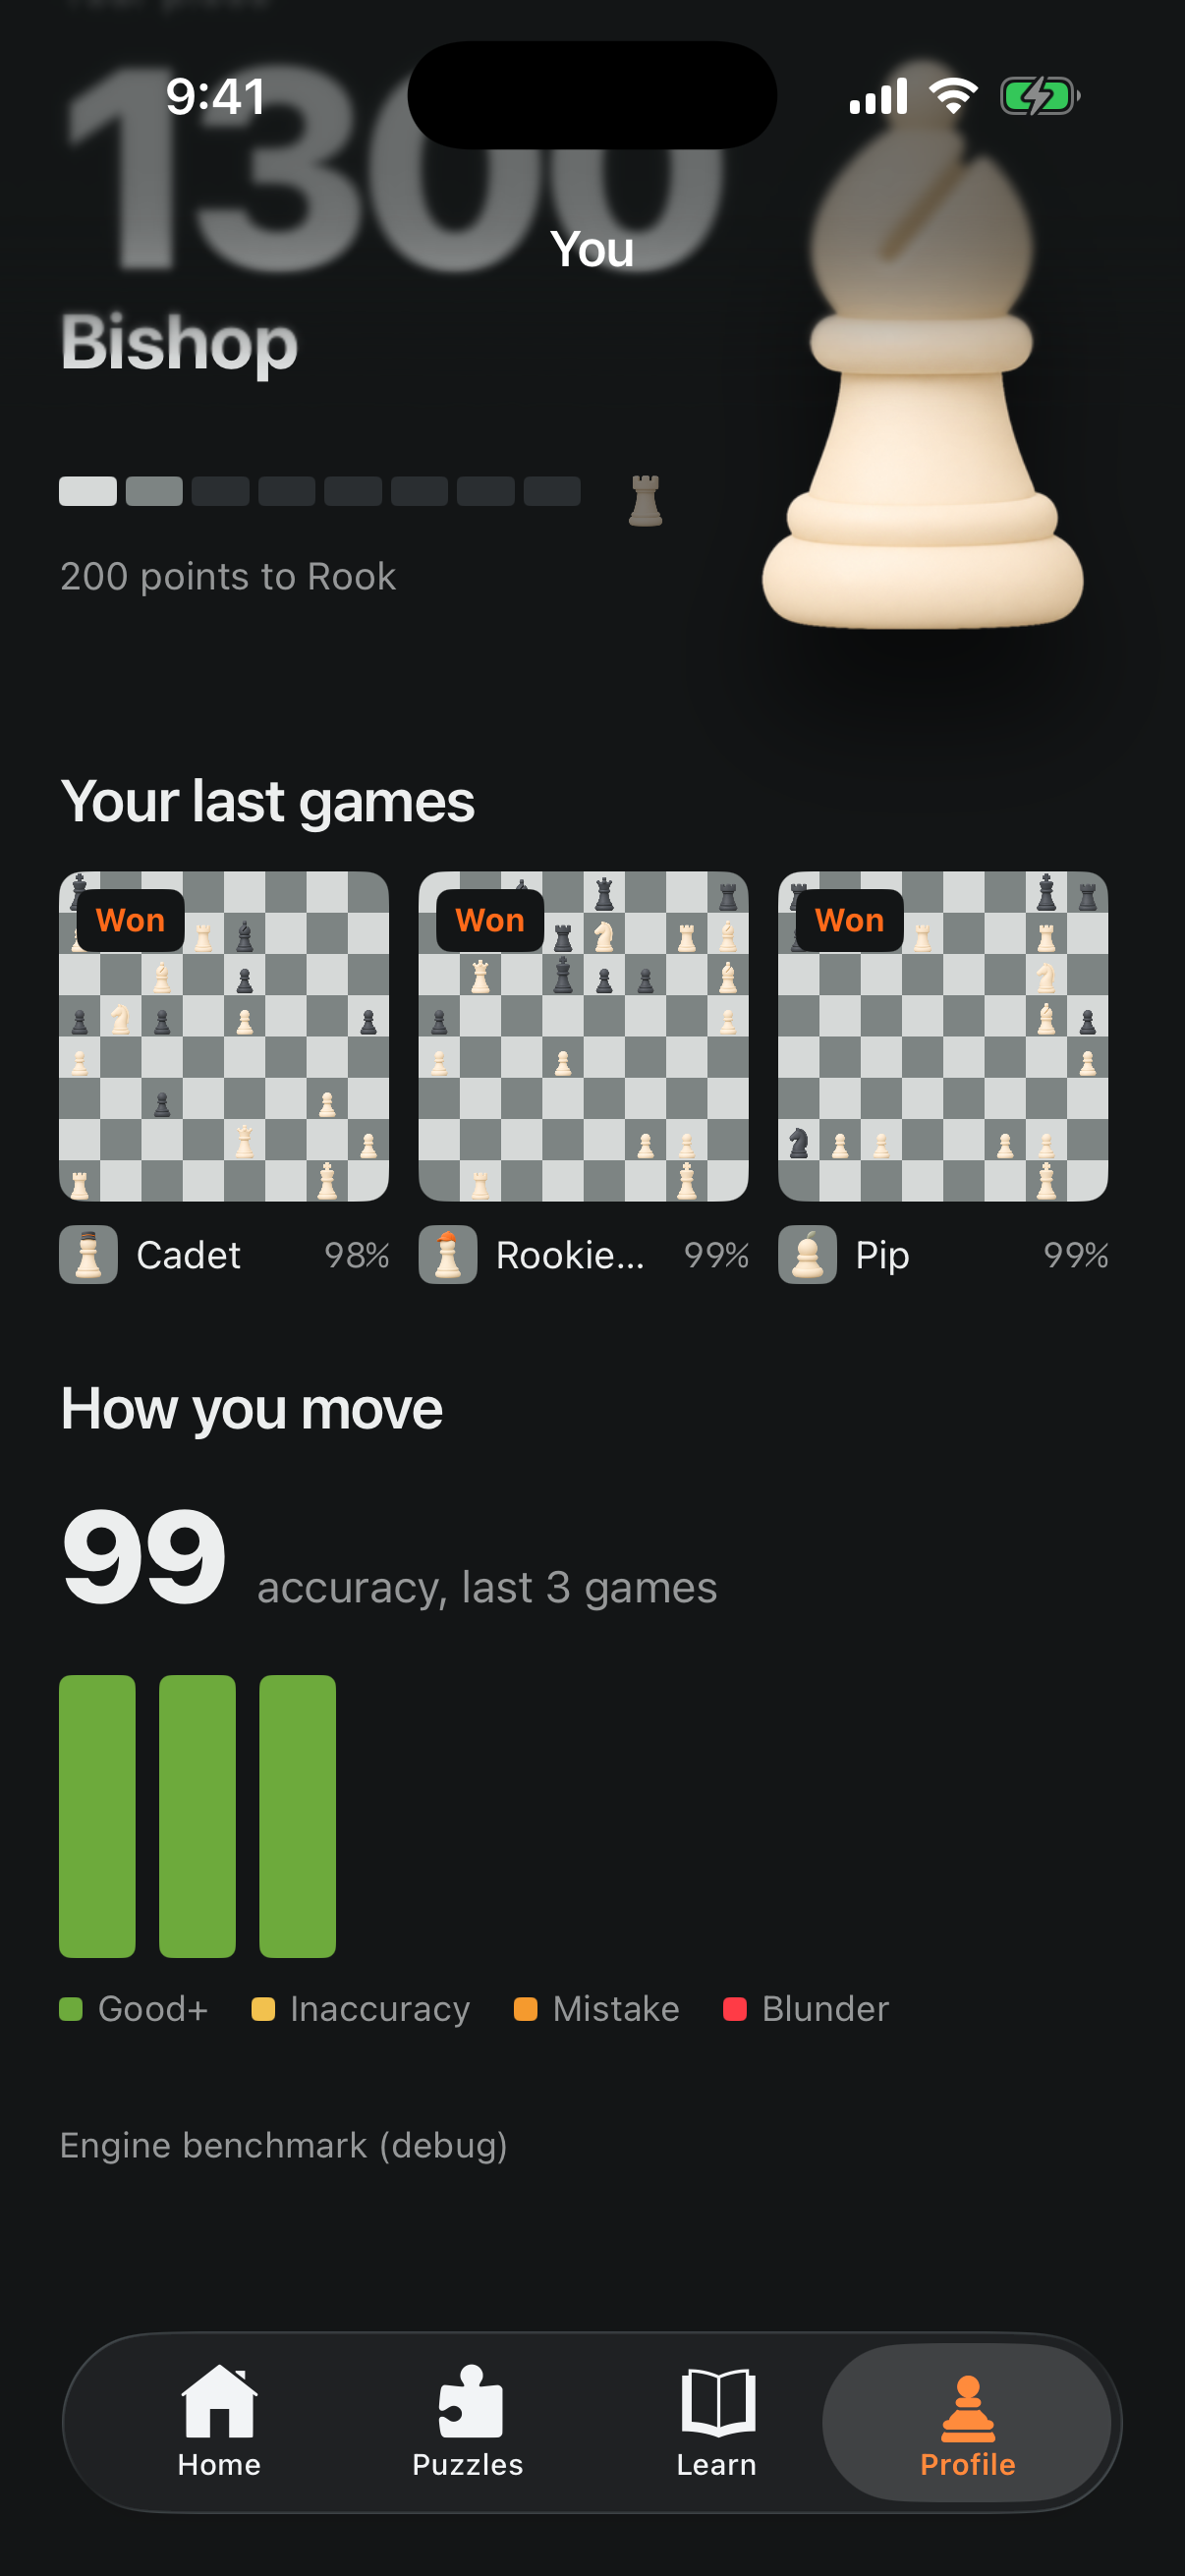 9:41
1300
You
Bishop
200 points to Rook
Your last games
Won
Won
Won
Cadet 98%
Rookie... 99%
Pip 99%
How you move
99 accuracy, last 3 games
Good+ Inaccuracy Mistake Blunder
Engine benchmark (debug)
Home Puzzles Learn Profile